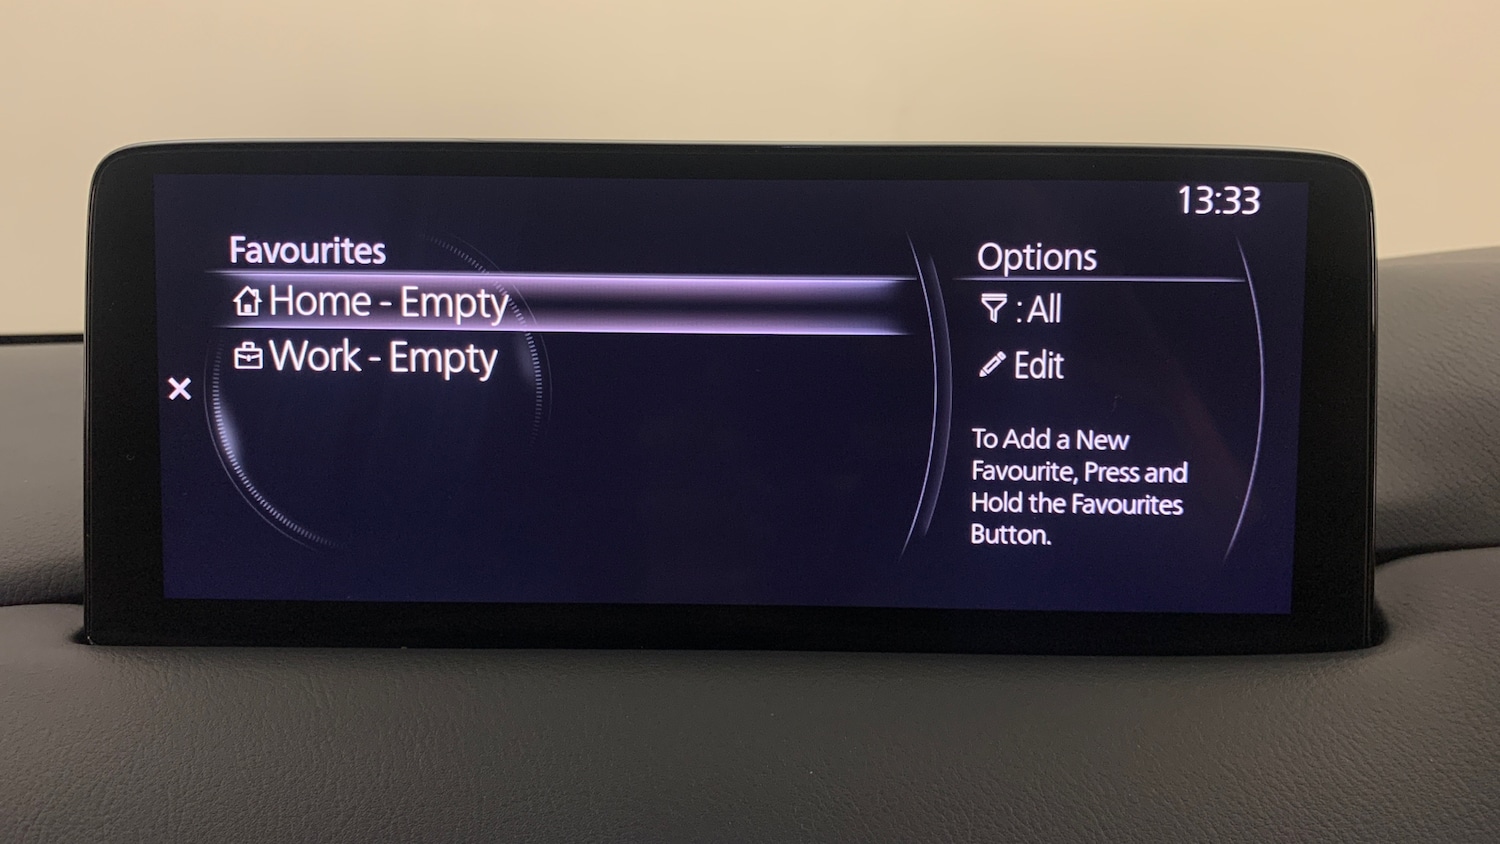 13:33
Favourites
Home - Empty
Work - Empty
Options
: All
Edit
To Add a New
Favourite, Press and
Hold the Favourites
Button.